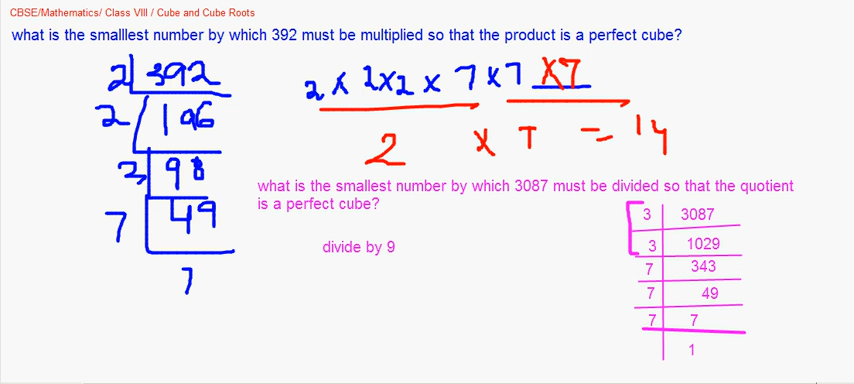 CBSE/Mathematics/ Class VIII / Cube and Cube Roots
what is the smalllest number by which 392 must be multiplied so that the product is a perfect cube?
2 392
2 196
2 98
7 49
7
2 x 2x2 x 7 x 7 x7
2 x 7 = 14
what is the smallest number by which 3087 must be divided so that the quotient
is a perfect cube?
divide by 9
3 3087
3 1029
7 343
7 49
7 7
1